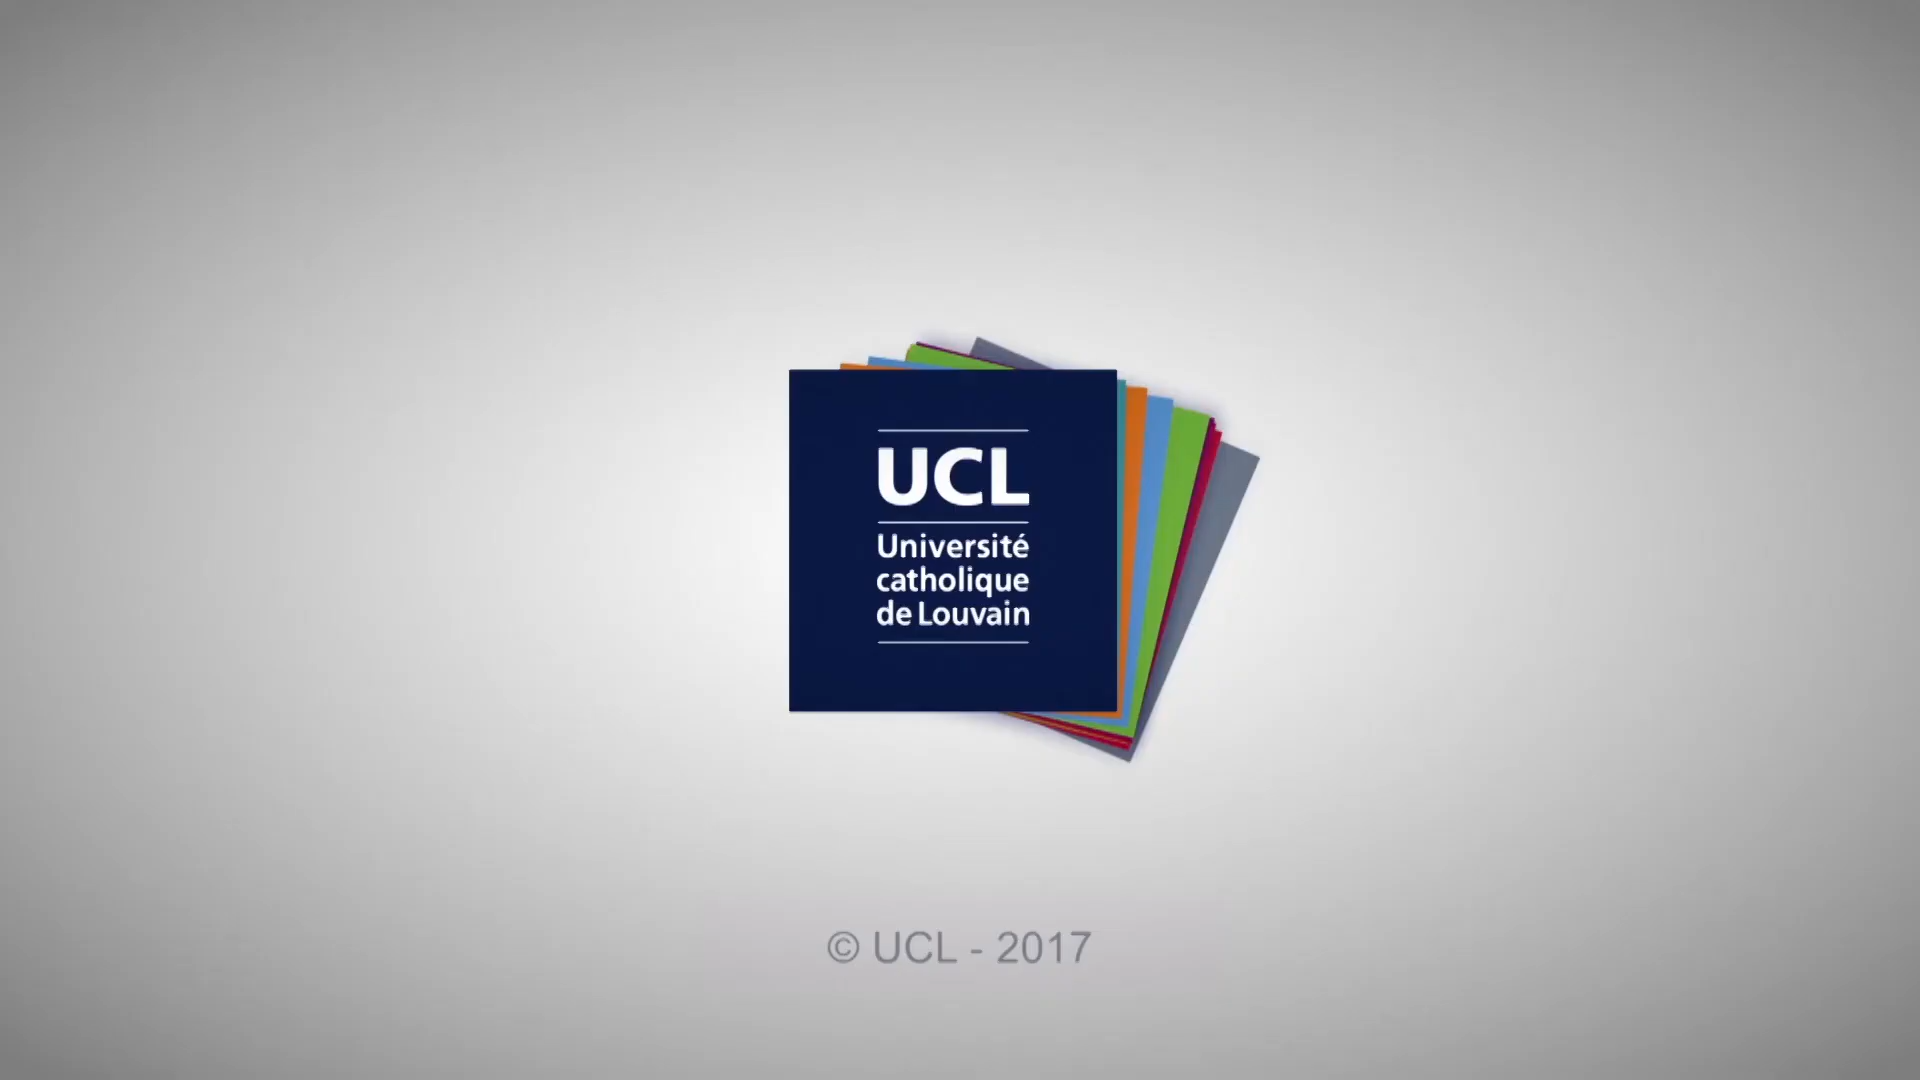 UCL
Université
catholique
de Louvain
© UCL - 2017